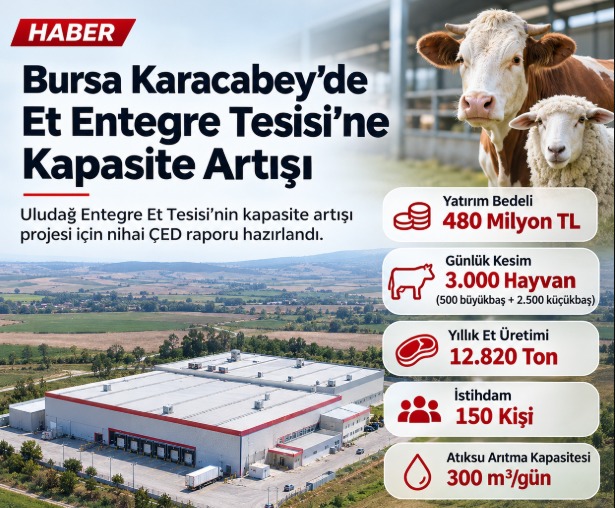 HABER
Bursa Karacabey’de
Et Entegre Tesisi’ne
Kapasite Artışı
Uludağ Entegre Et Tesisi’nin kapasite artışı
projesi için nihai ÇED raporu hazırlandı.
Yatırım Bedeli
480 Milyon TL
Günlük Kesim
3.000 Hayvan
(500 büyükbaş + 2.500 küçükbaş)
Yıllık Et Üretimi
12.820 Ton
İstihdam
150 Kişi
Atıksu Arıtma Kapasitesi
300 m³/gün